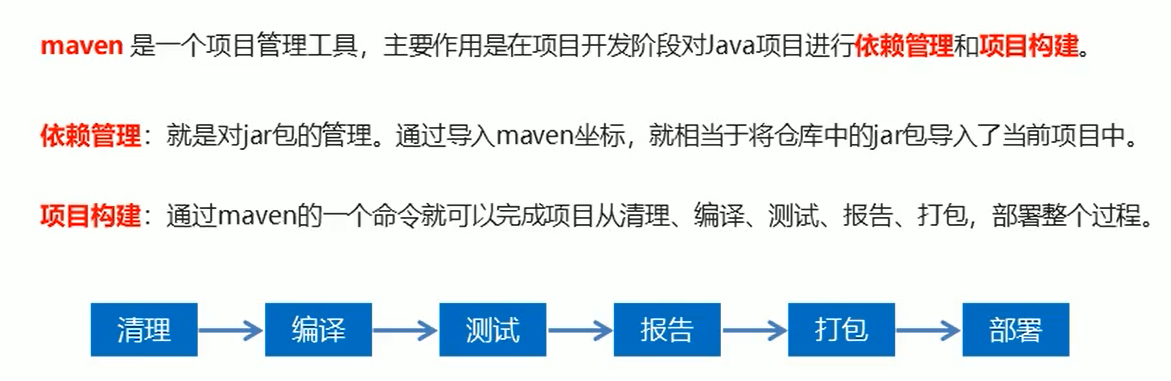 maven 是一个项目管理工具，主要作用是在项目开发阶段对Java项目进行依赖管理和项目构建。
依赖管理：就是对jar包的管理。通过导入maven坐标，就相当于将仓库中的jar包导入了当前项目中。
项目构建：通过maven的一个命令就可以完成项目从清理、编译、测试、报告、打包，部署整个过程。
清理 编译 测试 报告 打包 部署